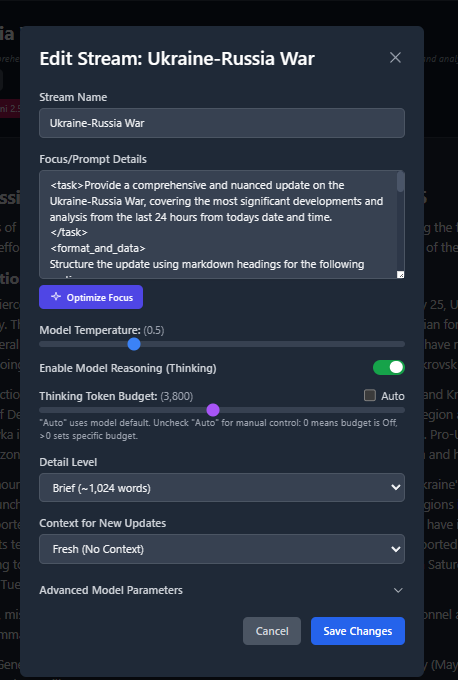 Edit Stream: Ukraine-Russia War
Stream Name
Ukraine-Russia War
Focus/Prompt Details
<task>Provide a comprehensive and nuanced update on the
Ukraine-Russia War, covering the most significant developments and
analysis from the last 24 hours from todays date and time.
</task>
<format_and_data>
Structure the update using markdown headings for the following
Optimize Focus
Model Temperature: (0.5)
Enable Model Reasoning (Thinking)
Thinking Token Budget: (3,800)
Auto
"Auto" uses model default. Uncheck "Auto" for manual control: 0 means budget is Off,
>0 sets specific budget.
Detail Level
Brief (~1,024 words)
Context for New Updates
Fresh (No Context)
Advanced Model Parameters
Cancel
Save Changes